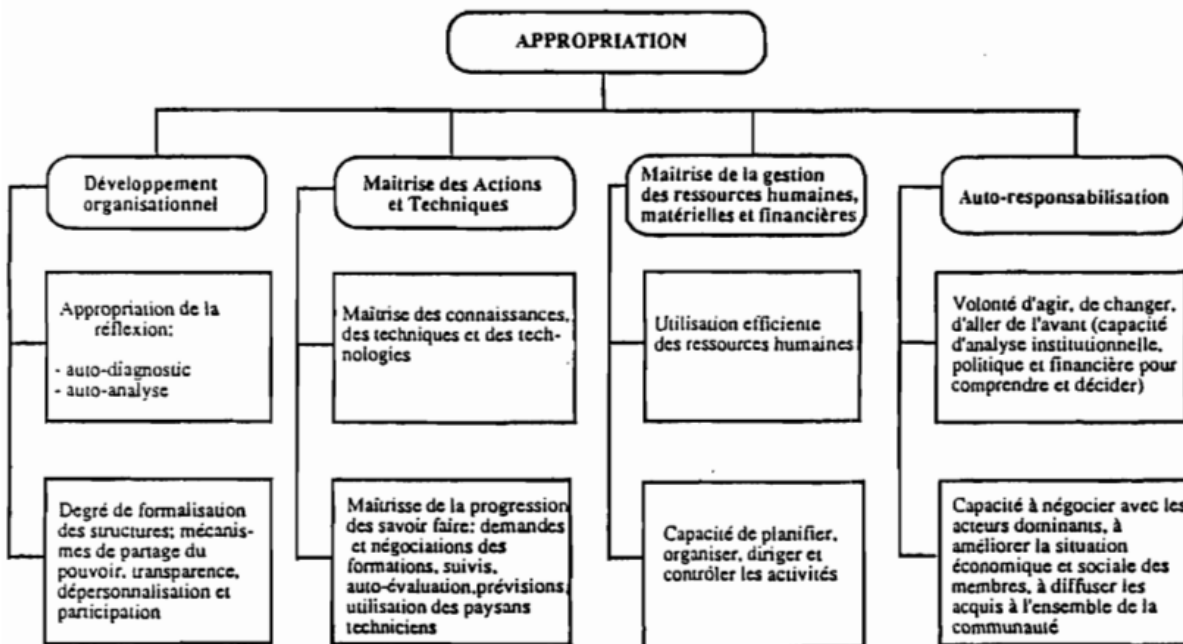 APPROPRIATION
Développement
organisationnel
Maîtrise des Actions
et Techniques
Maîtrise de la gestion
des ressources humaines,
matérielles et financières
Auto-responsabilisation
Appropriation de la
réflexion:
- auto-diagnostic
- auto-analyse
Maîtrise des connaissances,
des techniques et des tech-
nologies
Utilisation efficiente
des ressources humaines
Volonté d'agir, de changer,
d'aller de l'avant (capacité
d'analyse institutionnelle,
politique et financière pour
comprendre et décider)
Degré de formalisation
des structures; mécanis-
mes de partage du
pouvoir, transparence,
dépersonnalisation et
participation
Maîtrisse de la progression
des savoir faire: demandes
et négociations des
formations, suivis,
auto-évaluation,prévisions,
utilisation des paysans
techniciens
Capacité de planifier,
organiser, diriger et
contrôler les activités
Capacité à négocier avec les
acteurs dominants, à
améliorer la situation
économique et sociale des
membres, à diffuser les
acquis à l'ensemble de la
communauté